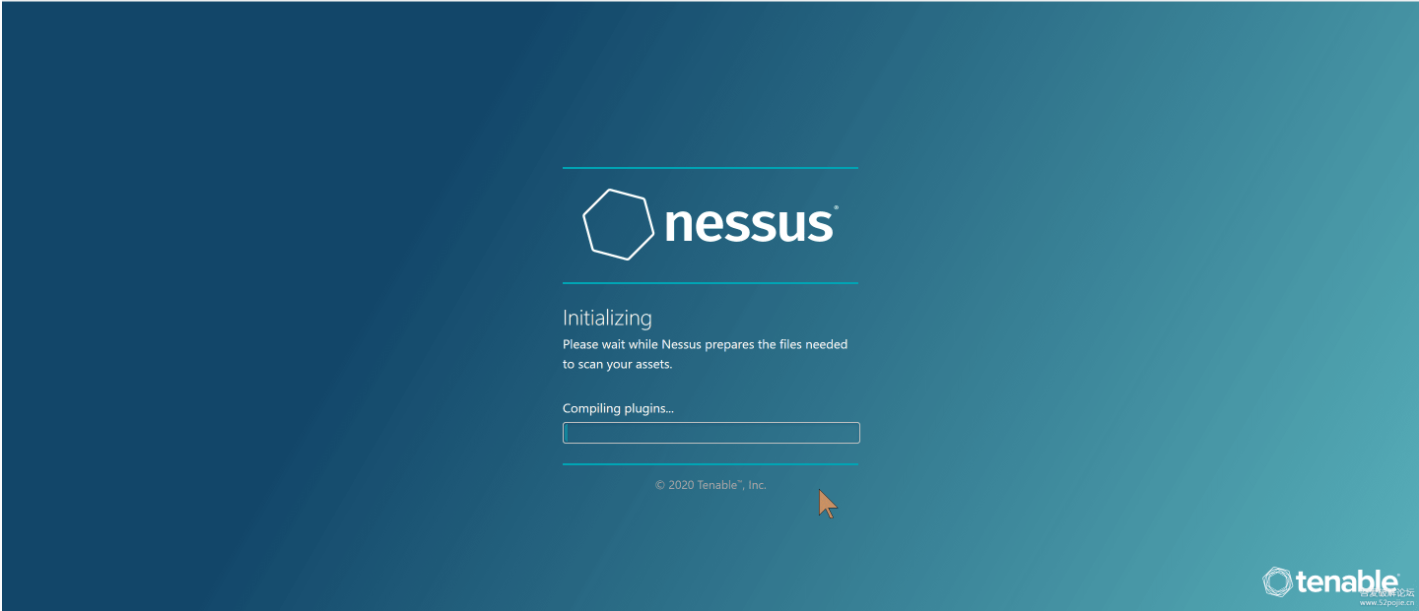 nessus
Initializing
Please wait while Nessus prepares the files needed
to scan your assets.
Compiling plugins...
© 2020 Tenable™, Inc.
tenable
吾爱破解论坛
www.52pojie.cn